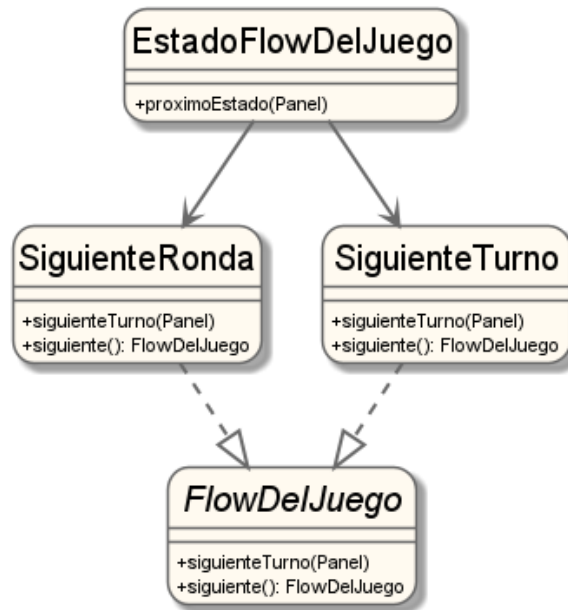 EstadoFlowDelJuego
+proximoEstado(Panel)
SiguienteRonda
+siguienteTurno(Panel)
+siguiente(): FlowDelJuego
SiguienteTurno
+siguienteTurno(Panel)
+siguiente(): FlowDelJuego
FlowDelJuego
+siguienteTurno(Panel)
+siguiente(): FlowDelJuego